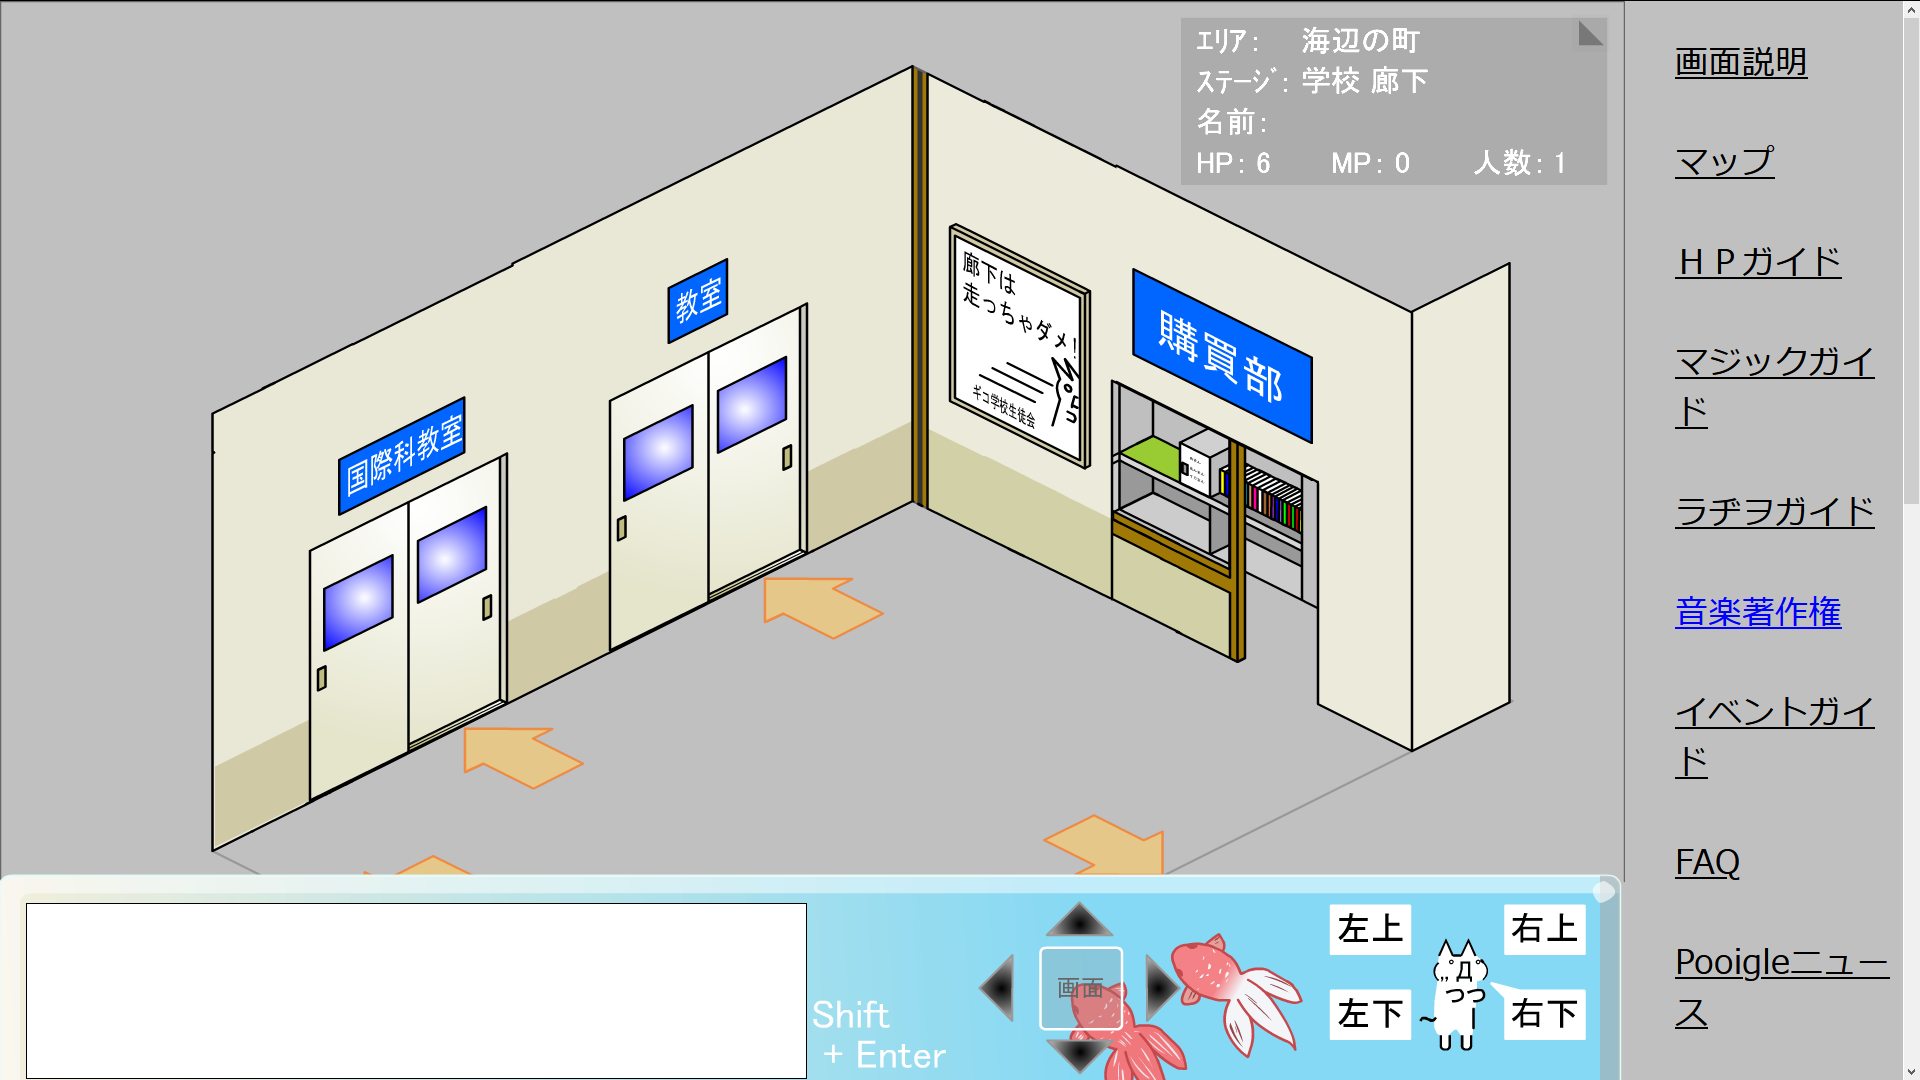 ｴﾘｱ: 海辺の町
ｽﾃｰｼﾞ: 学校 廊下
名前:
HP: 6 MP: 0 人数: 1
教室
国際科教室
廊下は
走っちゃダメ!
ギコ学校生徒会
購買部
画面説明
マップ
ＨＰガイド
マジックガイ
ド
ラヂヲガイド
音楽著作権
イベントガイ
ド
FAQ
Pooigleニュー
ス
Shift
+ Enter
画面
左上
右上
左下
右下